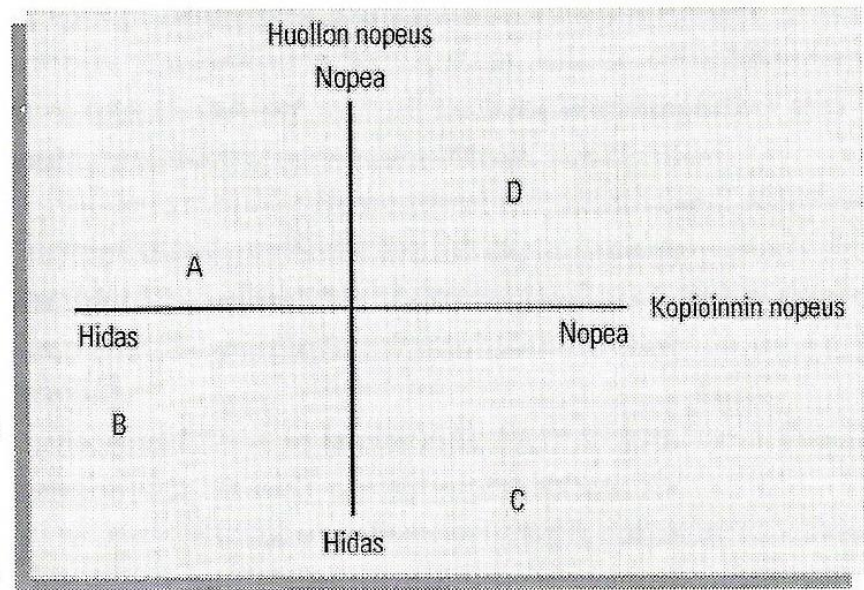 Huollon nopeus
Nopea
D
A
Kopioinnin nopeus
Hidas
Nopea
B
C
Hidas